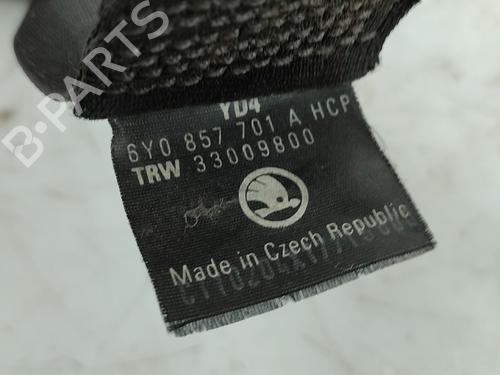 B-PARTS
YD4
6Y0 857 701 A HCP
TRW 33009800
Made in Czech Republic